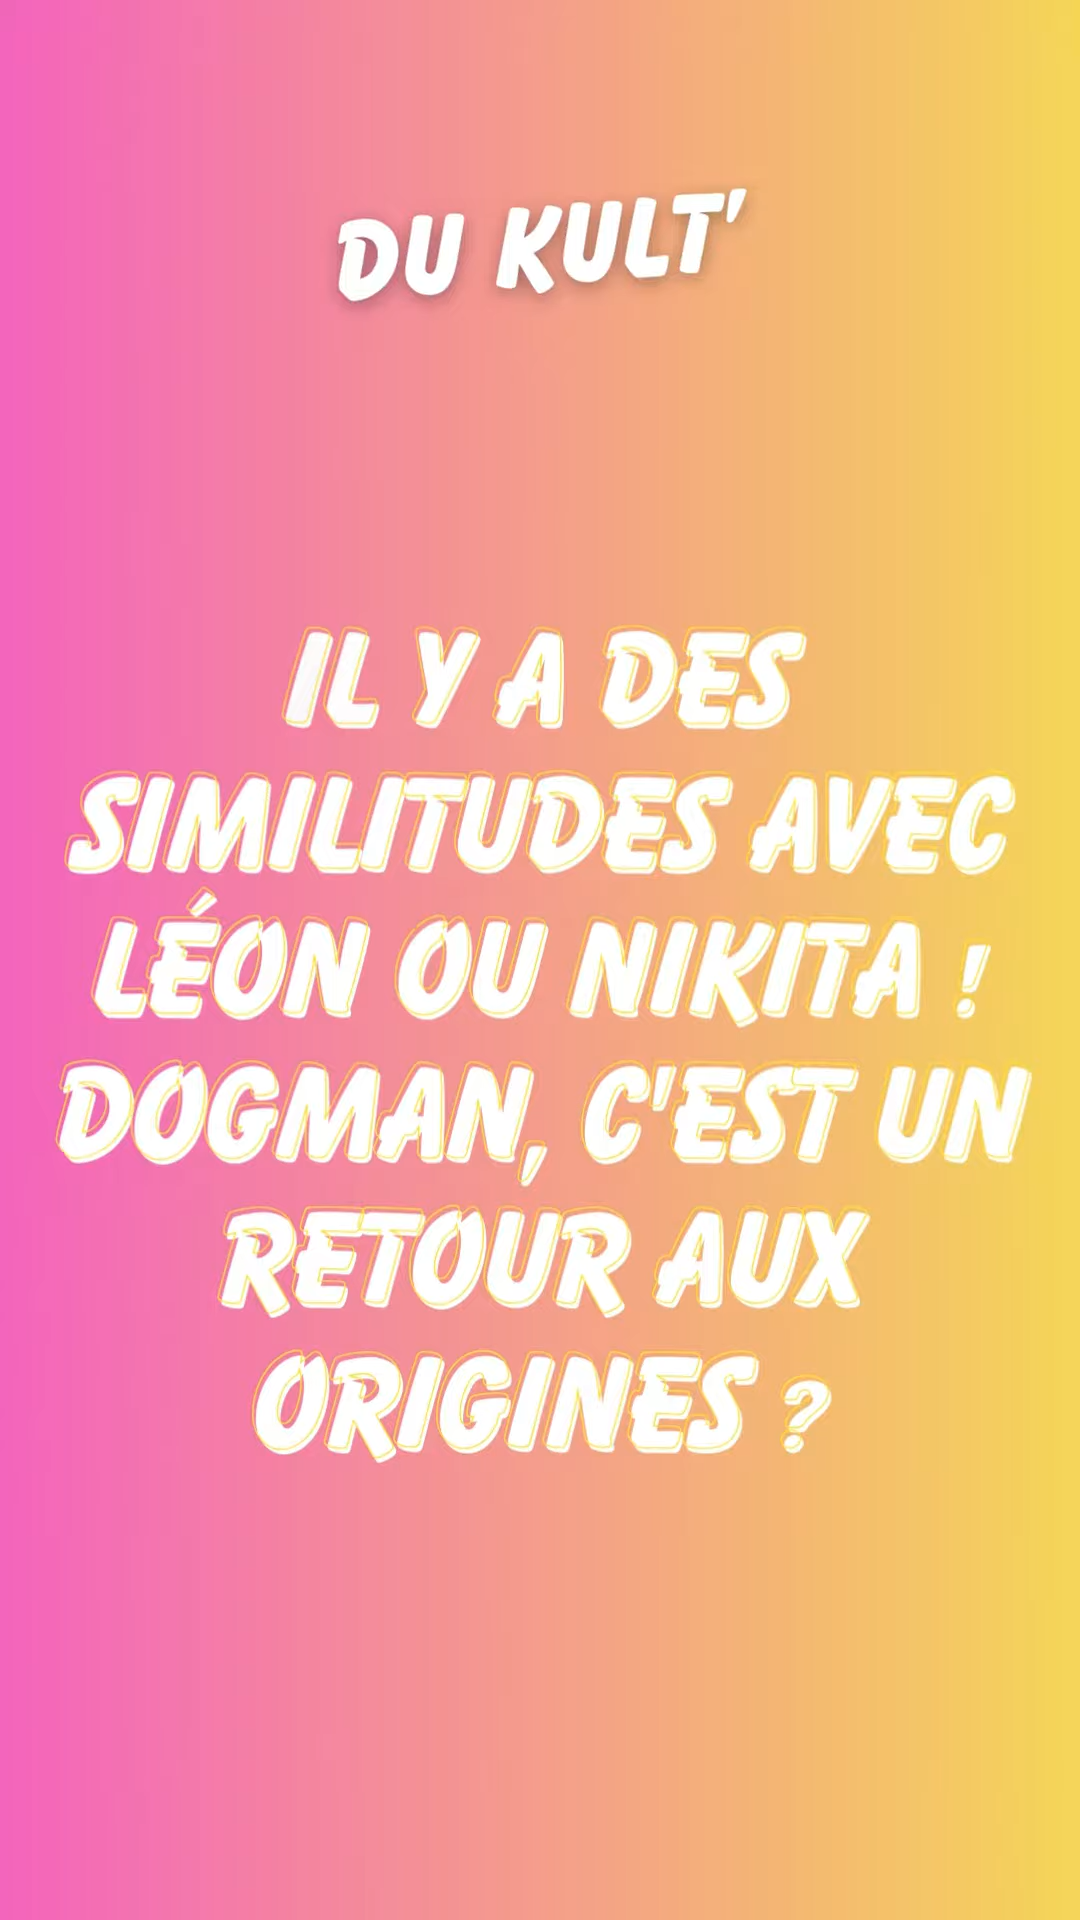 DU KULT'
IL Y A DES
SIMILITUDES AVEC
LÉON OU NIKITA !
DOGMAN, C'EST UN
RETOUR AUX
ORIGINES ?